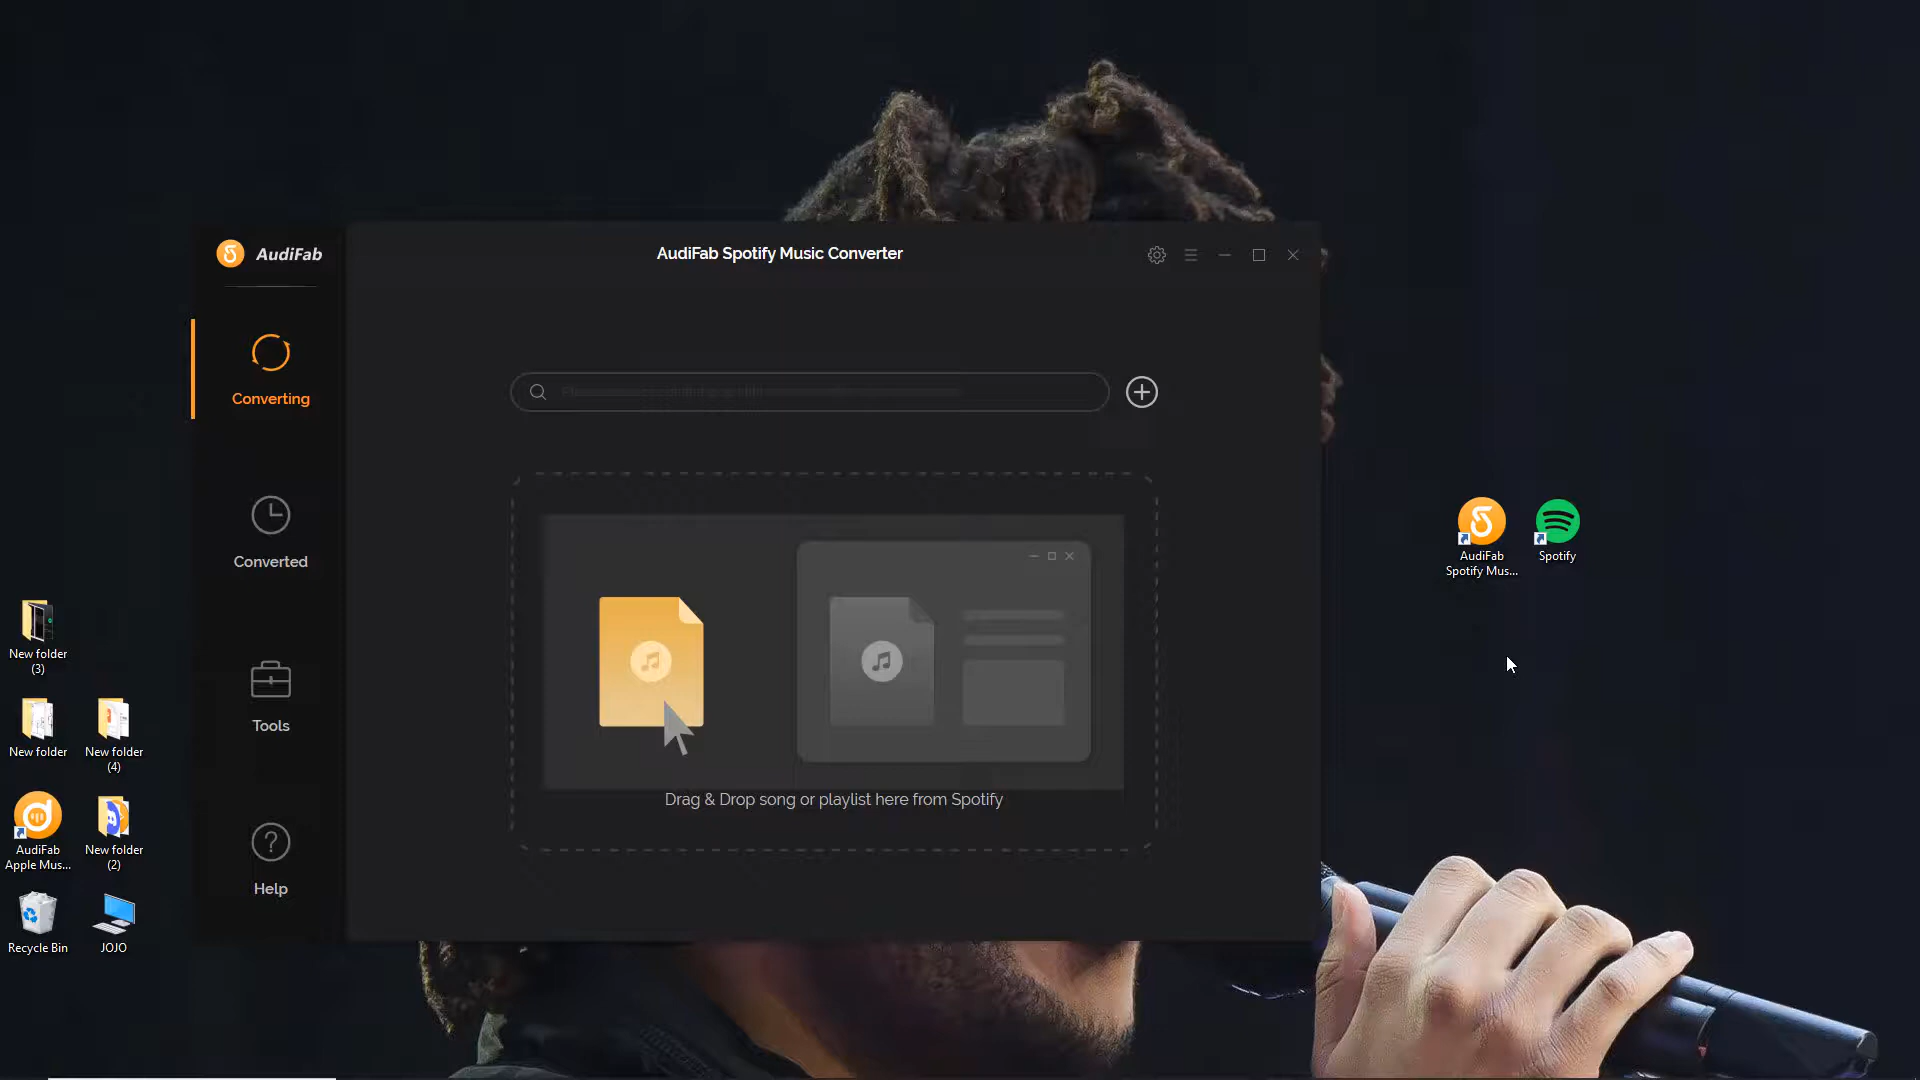 AudiFab
AudiFab Spotify Music Converter
Converting
Converted
Tools
Help
Drag & Drop song or playlist here from Spotify
AudiFab
Spotify Mus...
Spotify
New folder
(3)
New folder
New folder
(4)
AudiFab
Apple Mus...
New folder
(2)
Recycle Bin
JOJO